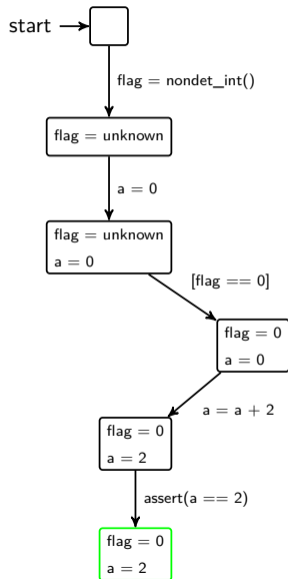 start
flag = nondet_int()
flag = unknown
a = 0
flag = unknown
a = 0
[flag == 0]
flag = 0
a = 0
a = a + 2
flag = 0
a = 2
assert(a == 2)
flag = 0
a = 2